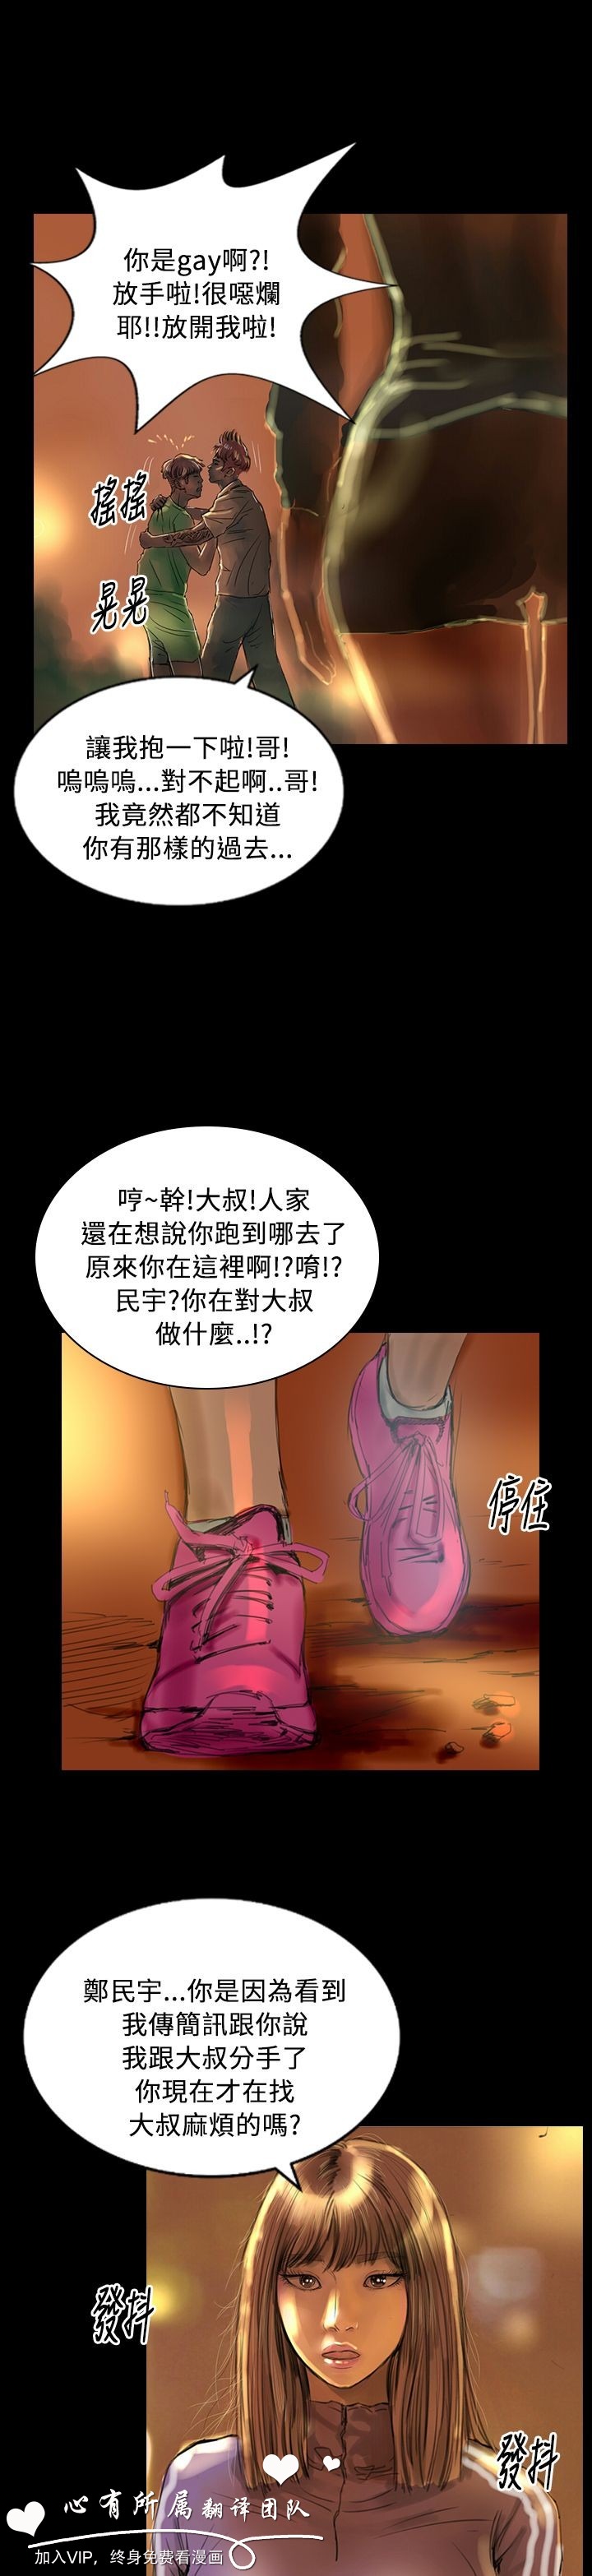 你是gay啊?!
放手啦!很噁爛
耶!!放開我啦!
搖搖
晃晃
讓我抱一下啦!哥!
嗚嗚嗚...對不起啊..哥!
我竟然都不知道
你有那樣的過去...
哼~幹!大叔!人家
還在想說你跑到哪去了
原來你在這裡啊!?唷!?
民宇?你在對大叔
做什麼..!?
停住
鄭民宇...你是因為看到
我傳簡訊跟你說
我跟大叔分手了
你現在才在找
大叔麻煩的嗎?
發抖
發抖
心有所属翻译团队
加入VIP，终身免费看漫画